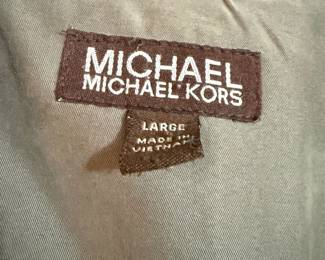 MICHAEL
MICHAEL KORS
LARGE
MADE IN
VIETNAM